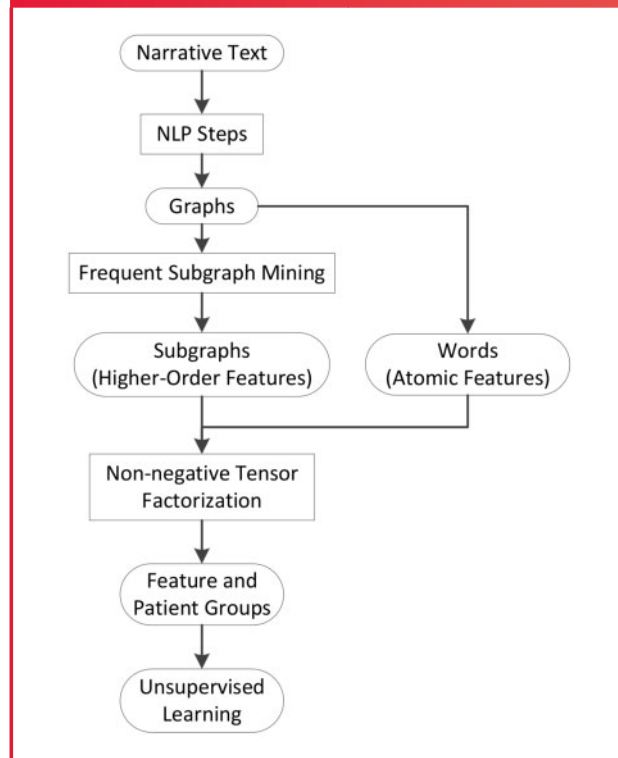 Narrative Text
NLP Steps
Graphs
Frequent Subgraph Mining
Subgraphs
(Higher-Order Features)
Words
(Atomic Features)
Non-negative Tensor
Factorization
Feature and
Patient Groups
Unsupervised
Learning